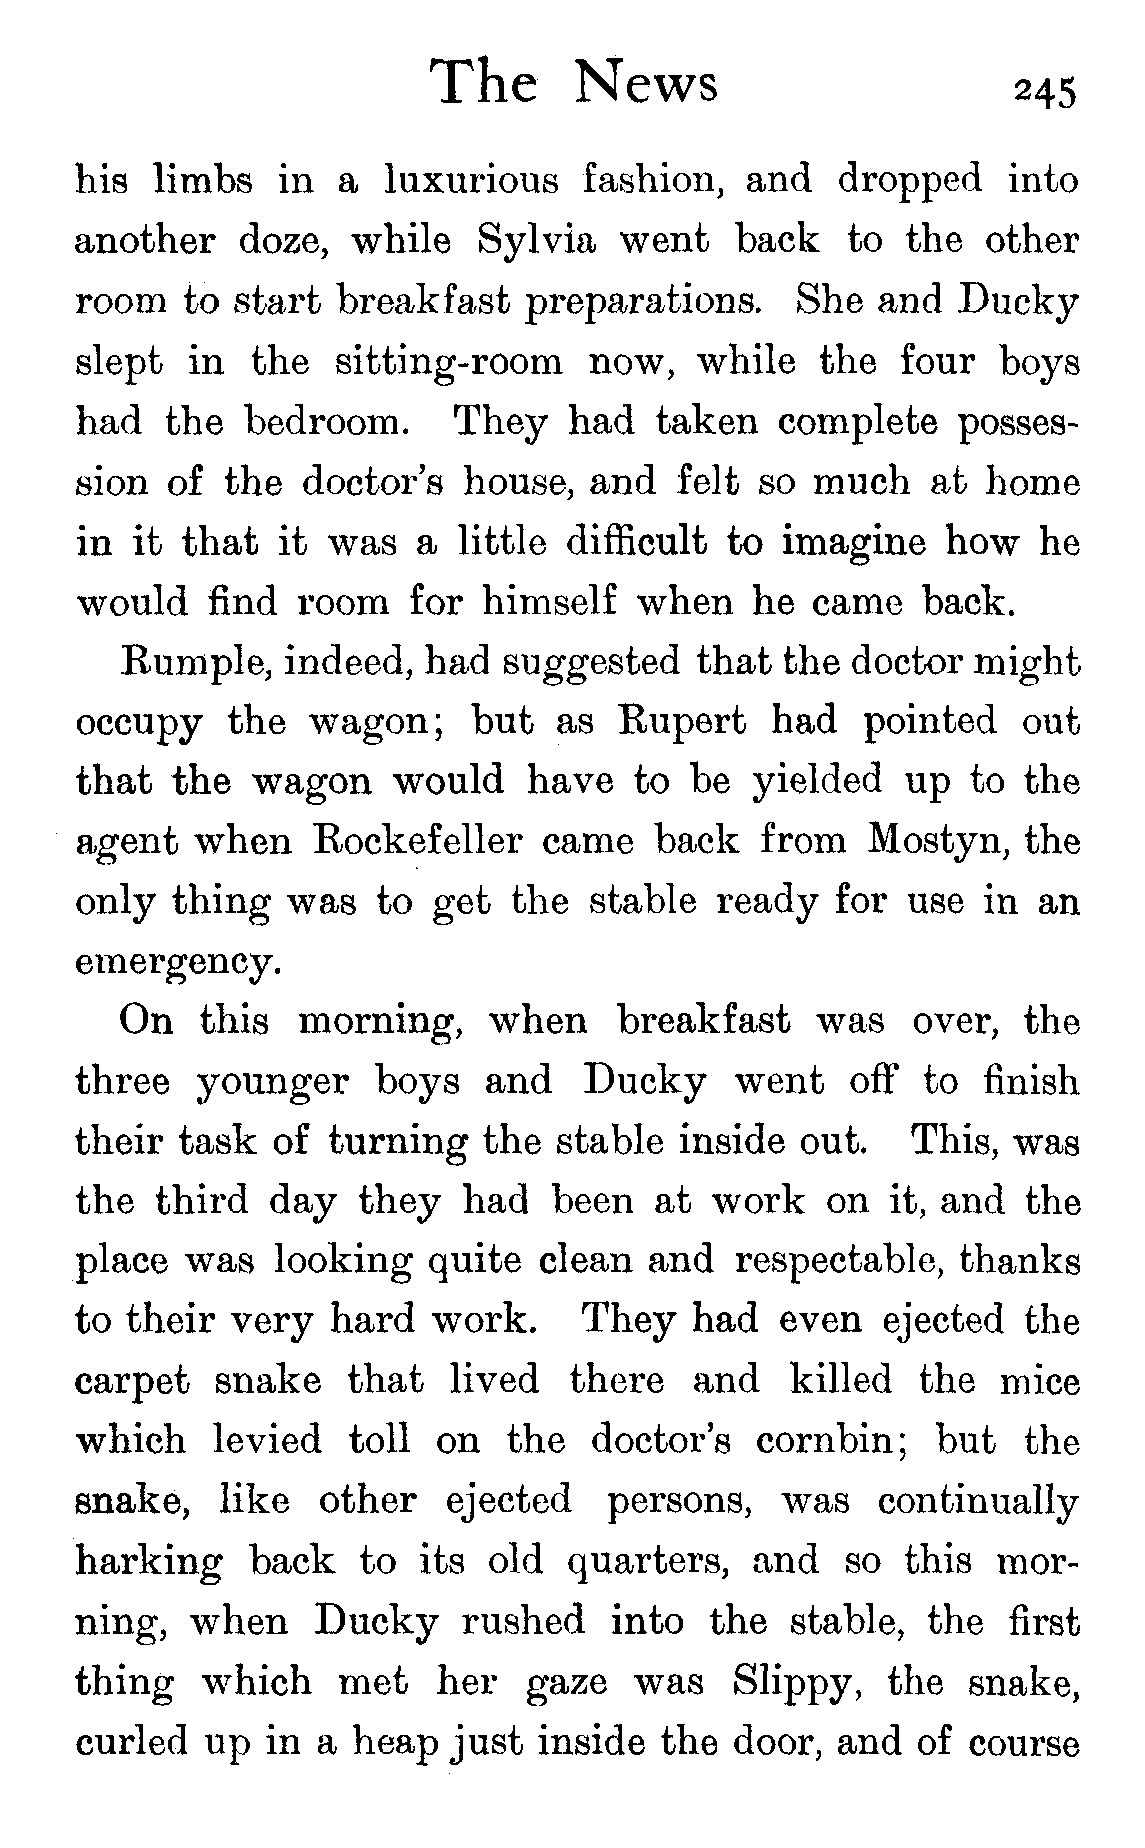 The News 245
his limbs in a luxurious fashion, and dropped into
another doze, while Sylvia went back to the other
room to start breakfast preparations. She and Ducky
slept in the sitting-room now, while the four boys
had the bedroom. They had taken complete posses-
sion of the doctor's house, and felt so much at home
in it that it was a little difficult to imagine how he
would find room for himself when he came back.
Rumple, indeed, had suggested that the doctor might
occupy the wagon; but as Rupert had pointed out
that the wagon would have to be yielded up to the
agent when Rockefeller came back from Mostyn, the
only thing was to get the stable ready for use in an
emergency.
On this morning, when breakfast was over, the
three younger boys and Ducky went off to finish
their task of turning the stable inside out. This, was
the third day they had been at work on it, and the
place was looking quite clean and respectable, thanks
to their very hard work. They had even ejected the
carpet snake that lived there and killed the mice
which levied toll on the doctor's cornbin; but the
snake, like other ejected persons, was continually
harking back to its old quarters, and so this mor-
ning, when Ducky rushed into the stable, the first
thing which met her gaze was Slippy, the snake,
curled up in a heap just inside the door, and of course